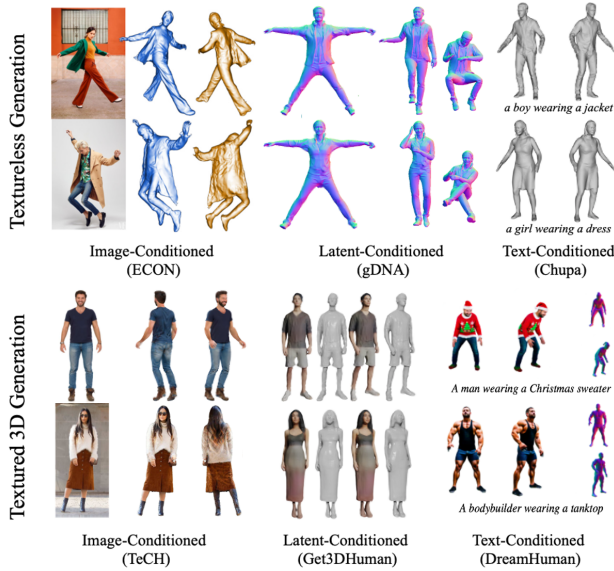 Textureless Generation
a boy wearing a jacket
a girl wearing a dress
Image-Conditioned
(ECON)
Latent-Conditioned
(gDNA)
Text-Conditioned
(Chupa)
Textured 3D Generation
A man wearing a Christmas sweater
A bodybuilder wearing a tanktop
Image-Conditioned
(TeCH)
Latent-Conditioned
(Get3DHuman)
Text-Conditioned
(DreamHuman)